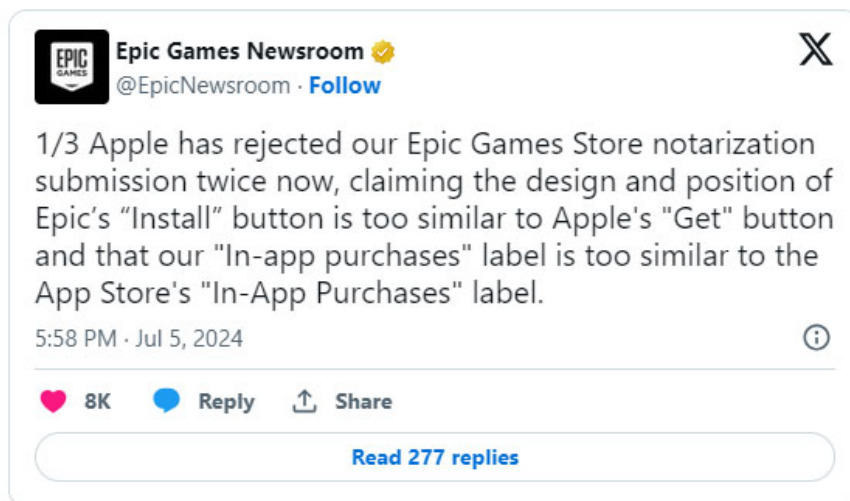 EPIC
GAMES
Epic Games Newsroom
@EpicNewsroom · Follow
1/3 Apple has rejected our Epic Games Store notarization
submission twice now, claiming the design and position of
Epic’s “Install” button is too similar to Apple's "Get" button
and that our "In-app purchases" label is too similar to the
App Store's "In-App Purchases" label.
5:58 PM · Jul 5, 2024
8K Reply Share
Read 277 replies